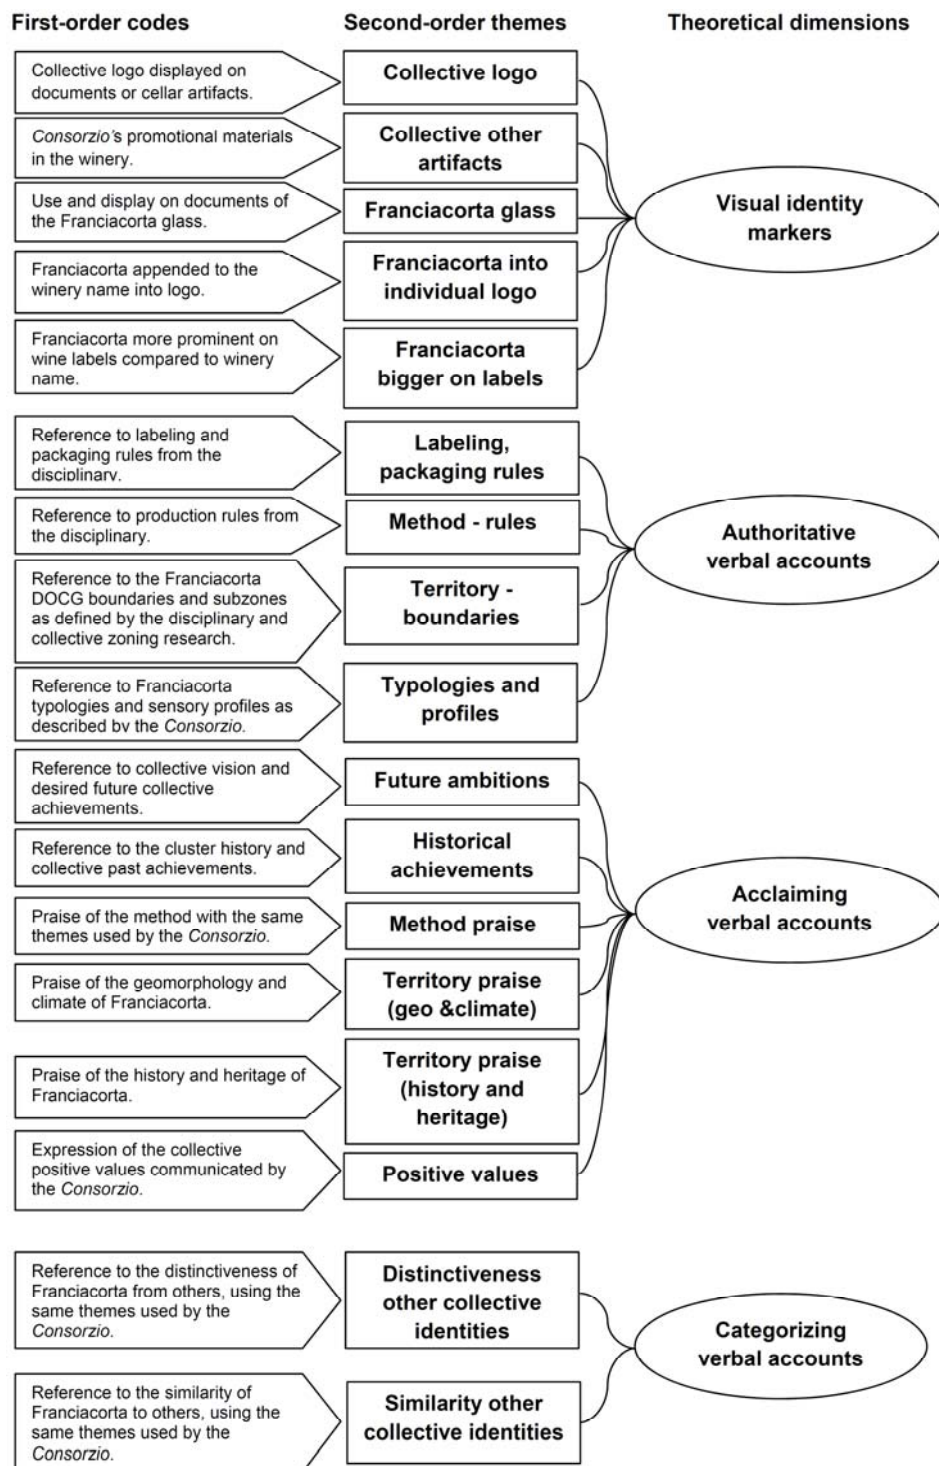 First-order codes
Second-order themes
Theoretical dimensions
Collective logo displayed on
documents or cellar artifacts.
Collective logo
Consorzio's promotional materials
in the winery.
Collective other
artifacts
Use and display on documents of
the Franciacorta glass.
Franciacorta glass
Franciacorta appended to the
winery name into logo.
Franciacorta into
individual logo
Franciacorta more prominent on
wine labels compared to winery
name.
Franciacorta
bigger on labels
Visual identity
markers
Reference to labeling and
packaging rules from the
disciplinary.
Labeling,
packaging rules
Reference to production rules from
the disciplinary.
Method - rules
Reference to the Franciacorta
DOCG boundaries and subzones
as defined by the disciplinary and
collective zoning research.
Territory -
boundaries
Reference to Franciacorta
typologies and sensory profiles as
described by the Consorzio.
Typologies and
profiles
Authoritative
verbal accounts
Reference to collective vision and
desired future collective
achievements.
Future ambitions
Reference to the cluster history and
collective past achievements.
Historical
achievements
Praise of the method with the same
themes used by the Consorzio.
Method praise
Praise of the geomorphology and
climate of Franciacorta.
Territory praise
(geo &climate)
Praise of the history and heritage of
Franciacorta.
Territory praise
(history and
heritage)
Expression of the collective
positive values communicated by
the Consorzio.
Positive values
Acclaiming
verbal accounts
Reference to the distinctiveness of
Franciacorta from others, using the
same themes used by the
Consorzio.
Distinctiveness
other collective
identities
Reference to the similarity of
Franciacorta to others, using the
same themes used by the
Consorzio.
Similarity other
collective identities
Categorizing
verbal accounts